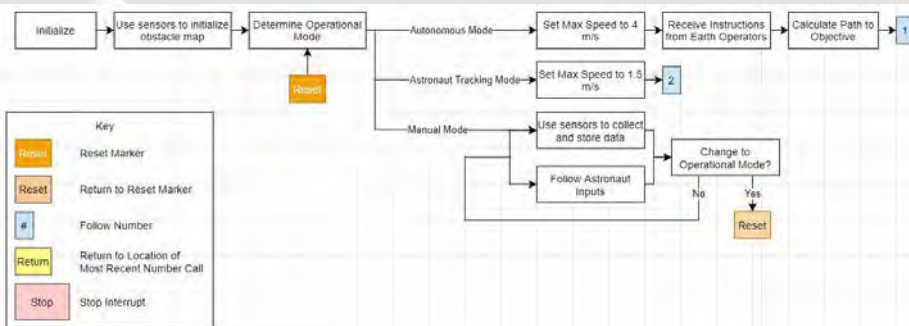 Initialize
Use sensors to initialize
obstacle map
Determine Operational
Mode
Autonomous Mode
Set Max Speed to 4
m/s
Receive Instructions
from Earth Operators
Calculate Path to
Objective
1
Reset
Astronaut Tracking Mode
Set Max Speed to 1.5
m/s
2
Manual Mode
Use sensors to collect
and store data
Follow Astronaut
Inputs
Change to
Operational Mode?
No
Yes
Reset
Key
Reset
Reset Marker
Reset
Return to Reset Marker
#
Follow Number
Return
Return to Location of
Most Recent Number Call
Stop
Stop Interrupt